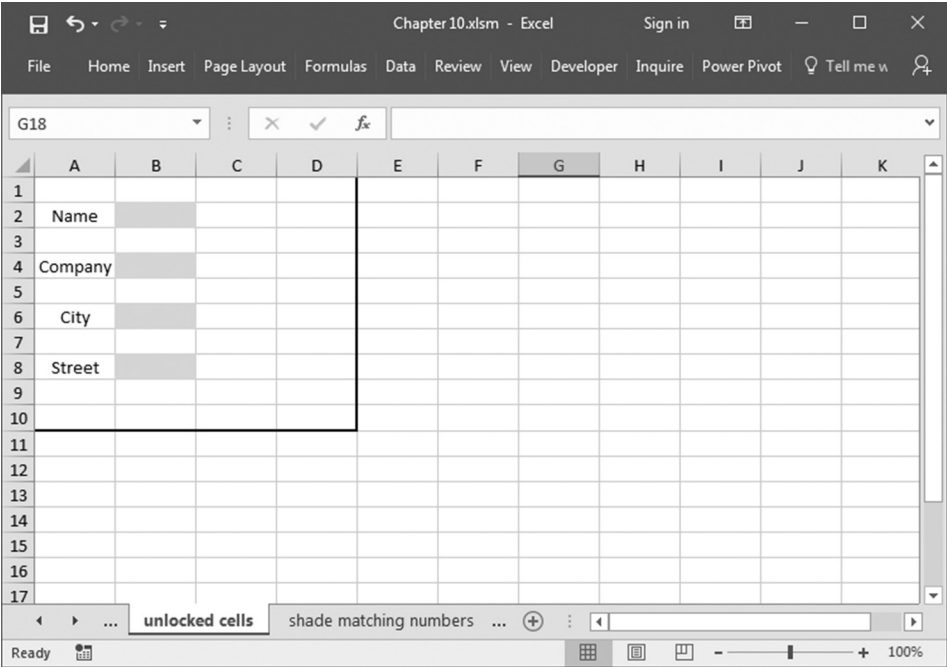 Chapter 10.xlsm - Excel Sign in
File Home Insert Page Layout Formulas Data Review View Developer Inquire Power Pivot Tell me w
G18 fx
A B C D E F G H I J K
1
2 Name
3
4 Company
5
6 City
7
8 Street
9
10
11
12
13
14
15
16
17
... unlocked cells shade matching numbers ...
Ready 100%